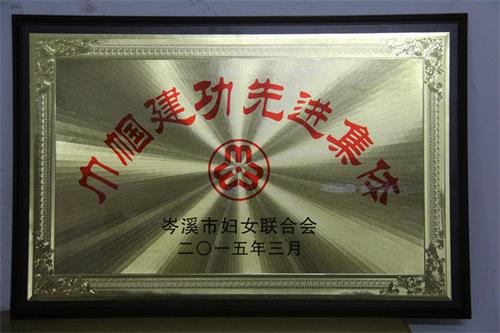 巾帼建功先进集体
岑溪市妇女联合会
二〇一五年三月